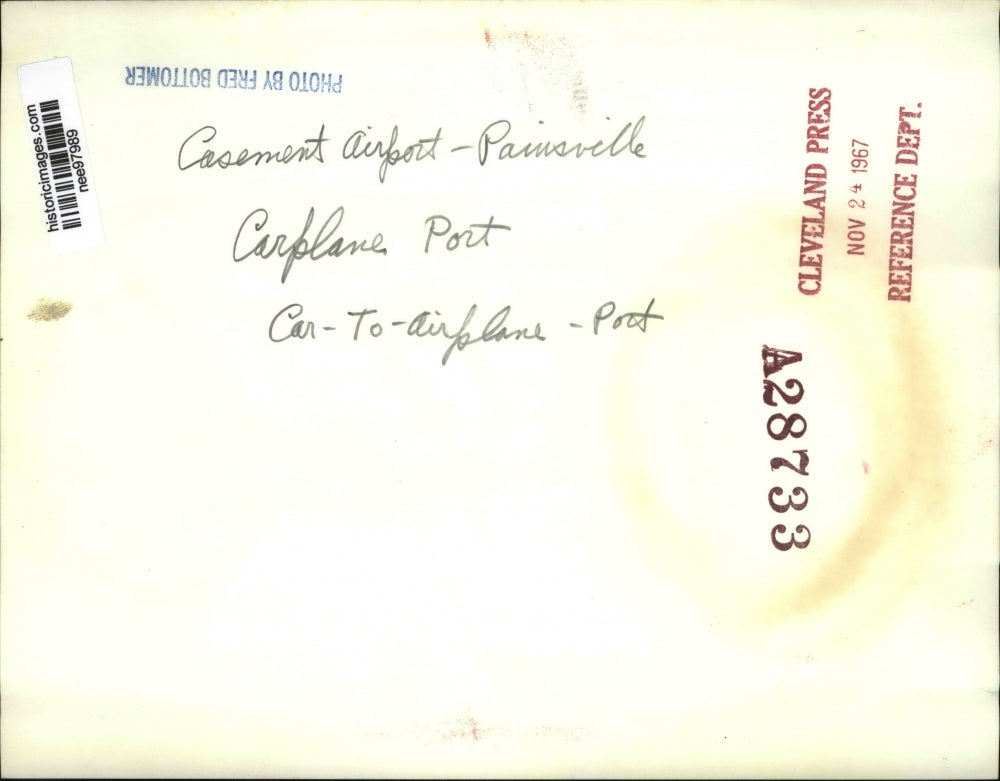 historicimages.com
nee97989
PHOTO BY FRED BOTTOMER
Casement Airport - Painsville
Carplane Port
Car-To-Airplane - Port
CLEVELAND PRESS
NOV 24 1967
REFERENCE DEPT.
A28733